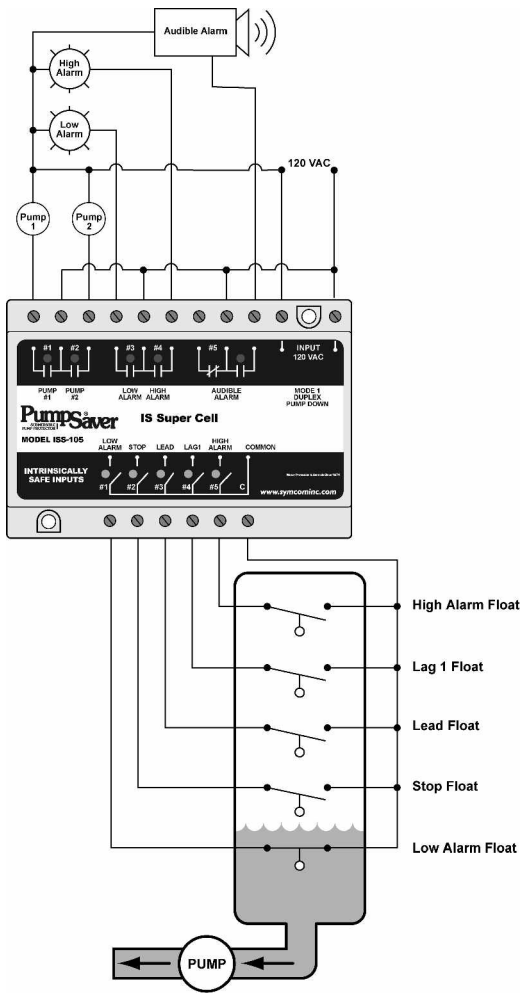 Audible Alarm
High
Alarm
Low
Alarm
120 VAC
Pump
1
Pump
2
#1 #2 #3 #4 #5 INPUT
120 VAC
PUMP
#1
PUMP
#2
LOW
ALARM
HIGH
ALARM
AUDIBLE
ALARM
MODE 1
DUPLEX
PUMP DOWN
PumpSaver®
SUBMERSIBLE
PUMP PROTECTOR
IS Super Cell
MODEL ISS-105
LOW
ALARM
STOP
LEAD
LAG1
HIGH
ALARM
COMMON
INTRINSICALLY
SAFE INPUTS
#1 #2 #3 #4 #5 C
www.symcominc.com
High Alarm Float
Lag 1 Float
Lead Float
Stop Float
Low Alarm Float
PUMP